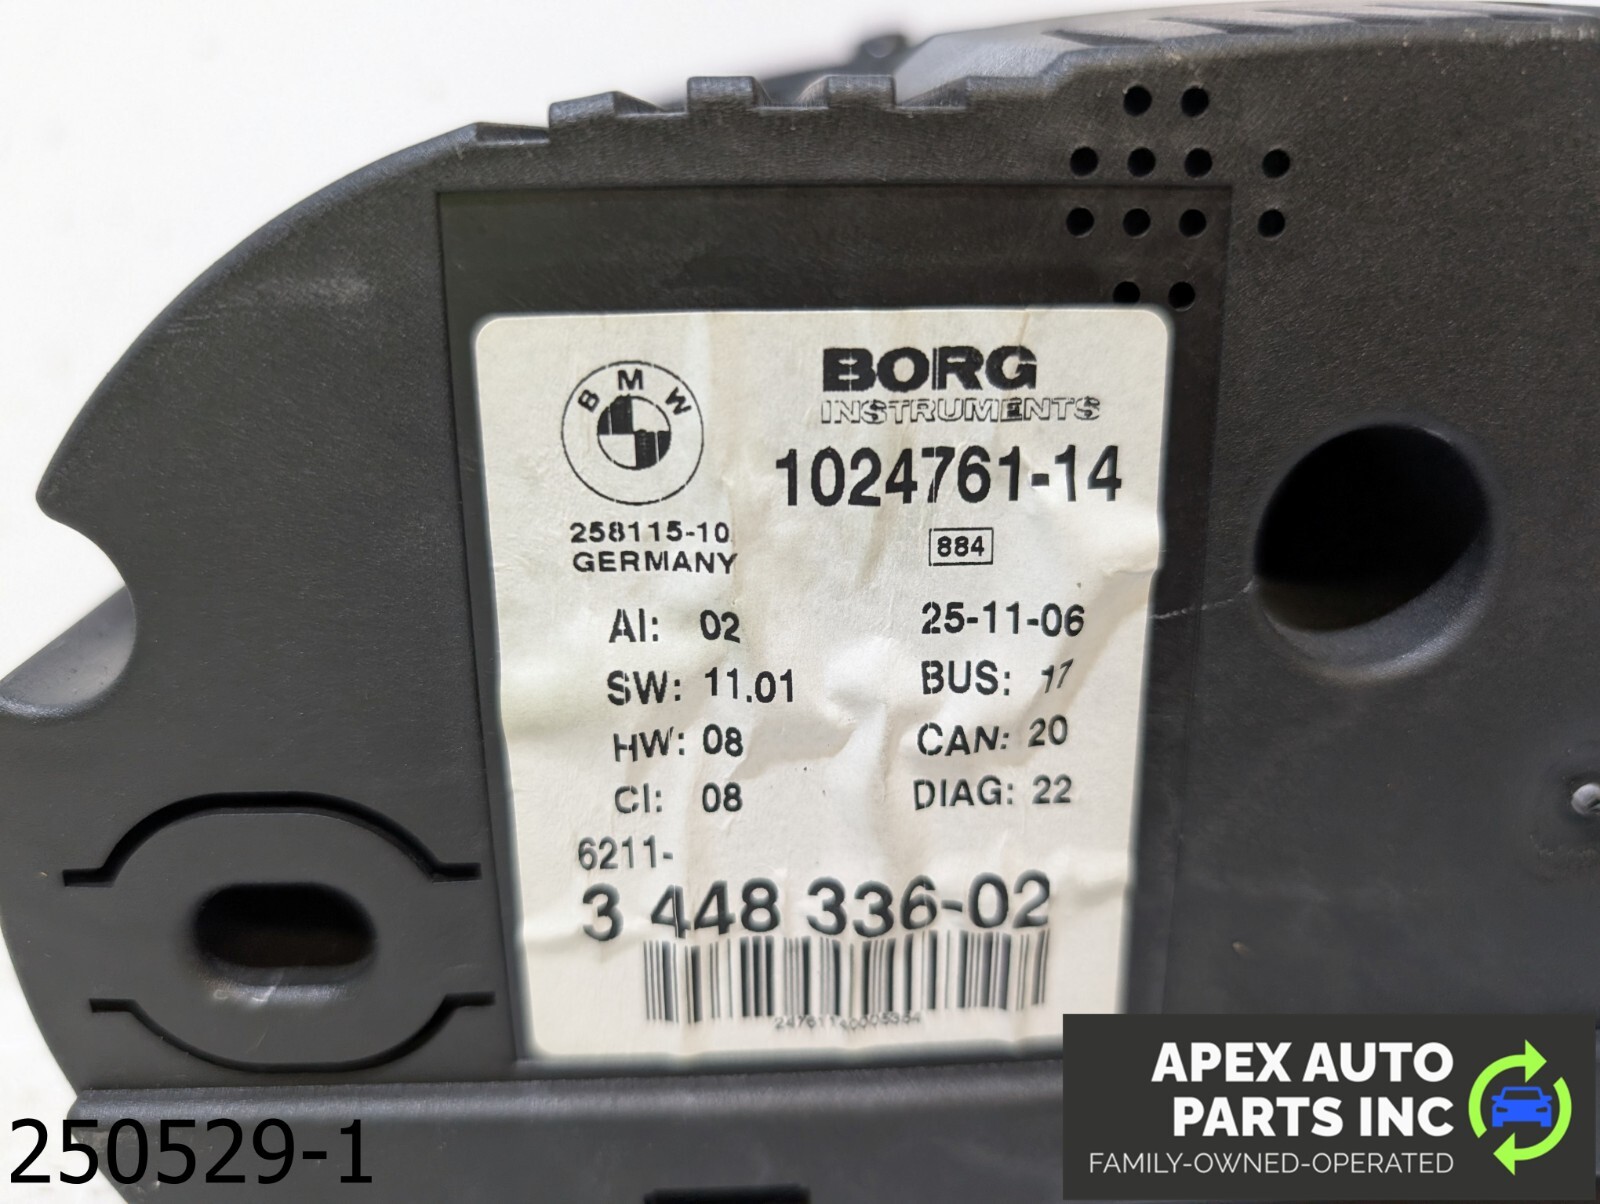 BMW
BORG
INSTRUMENTS
1024761-14
258115-10
GERMANY
884
AI: 02
25-11-06
SW: 11.01
BUS: 17
HW: 08
CAN: 20
CI: 08
DIAG: 22
6211-
3 448 336-02
250529-1
APEX AUTO
PARTS INC
FAMILY-OWNED-OPERATED